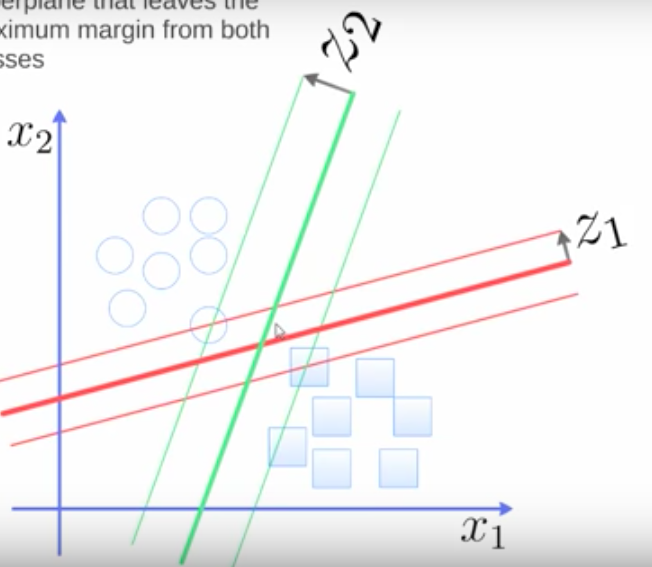 erplane that leaves the
ximum margin from both
sses
z2
x2
z1
x1